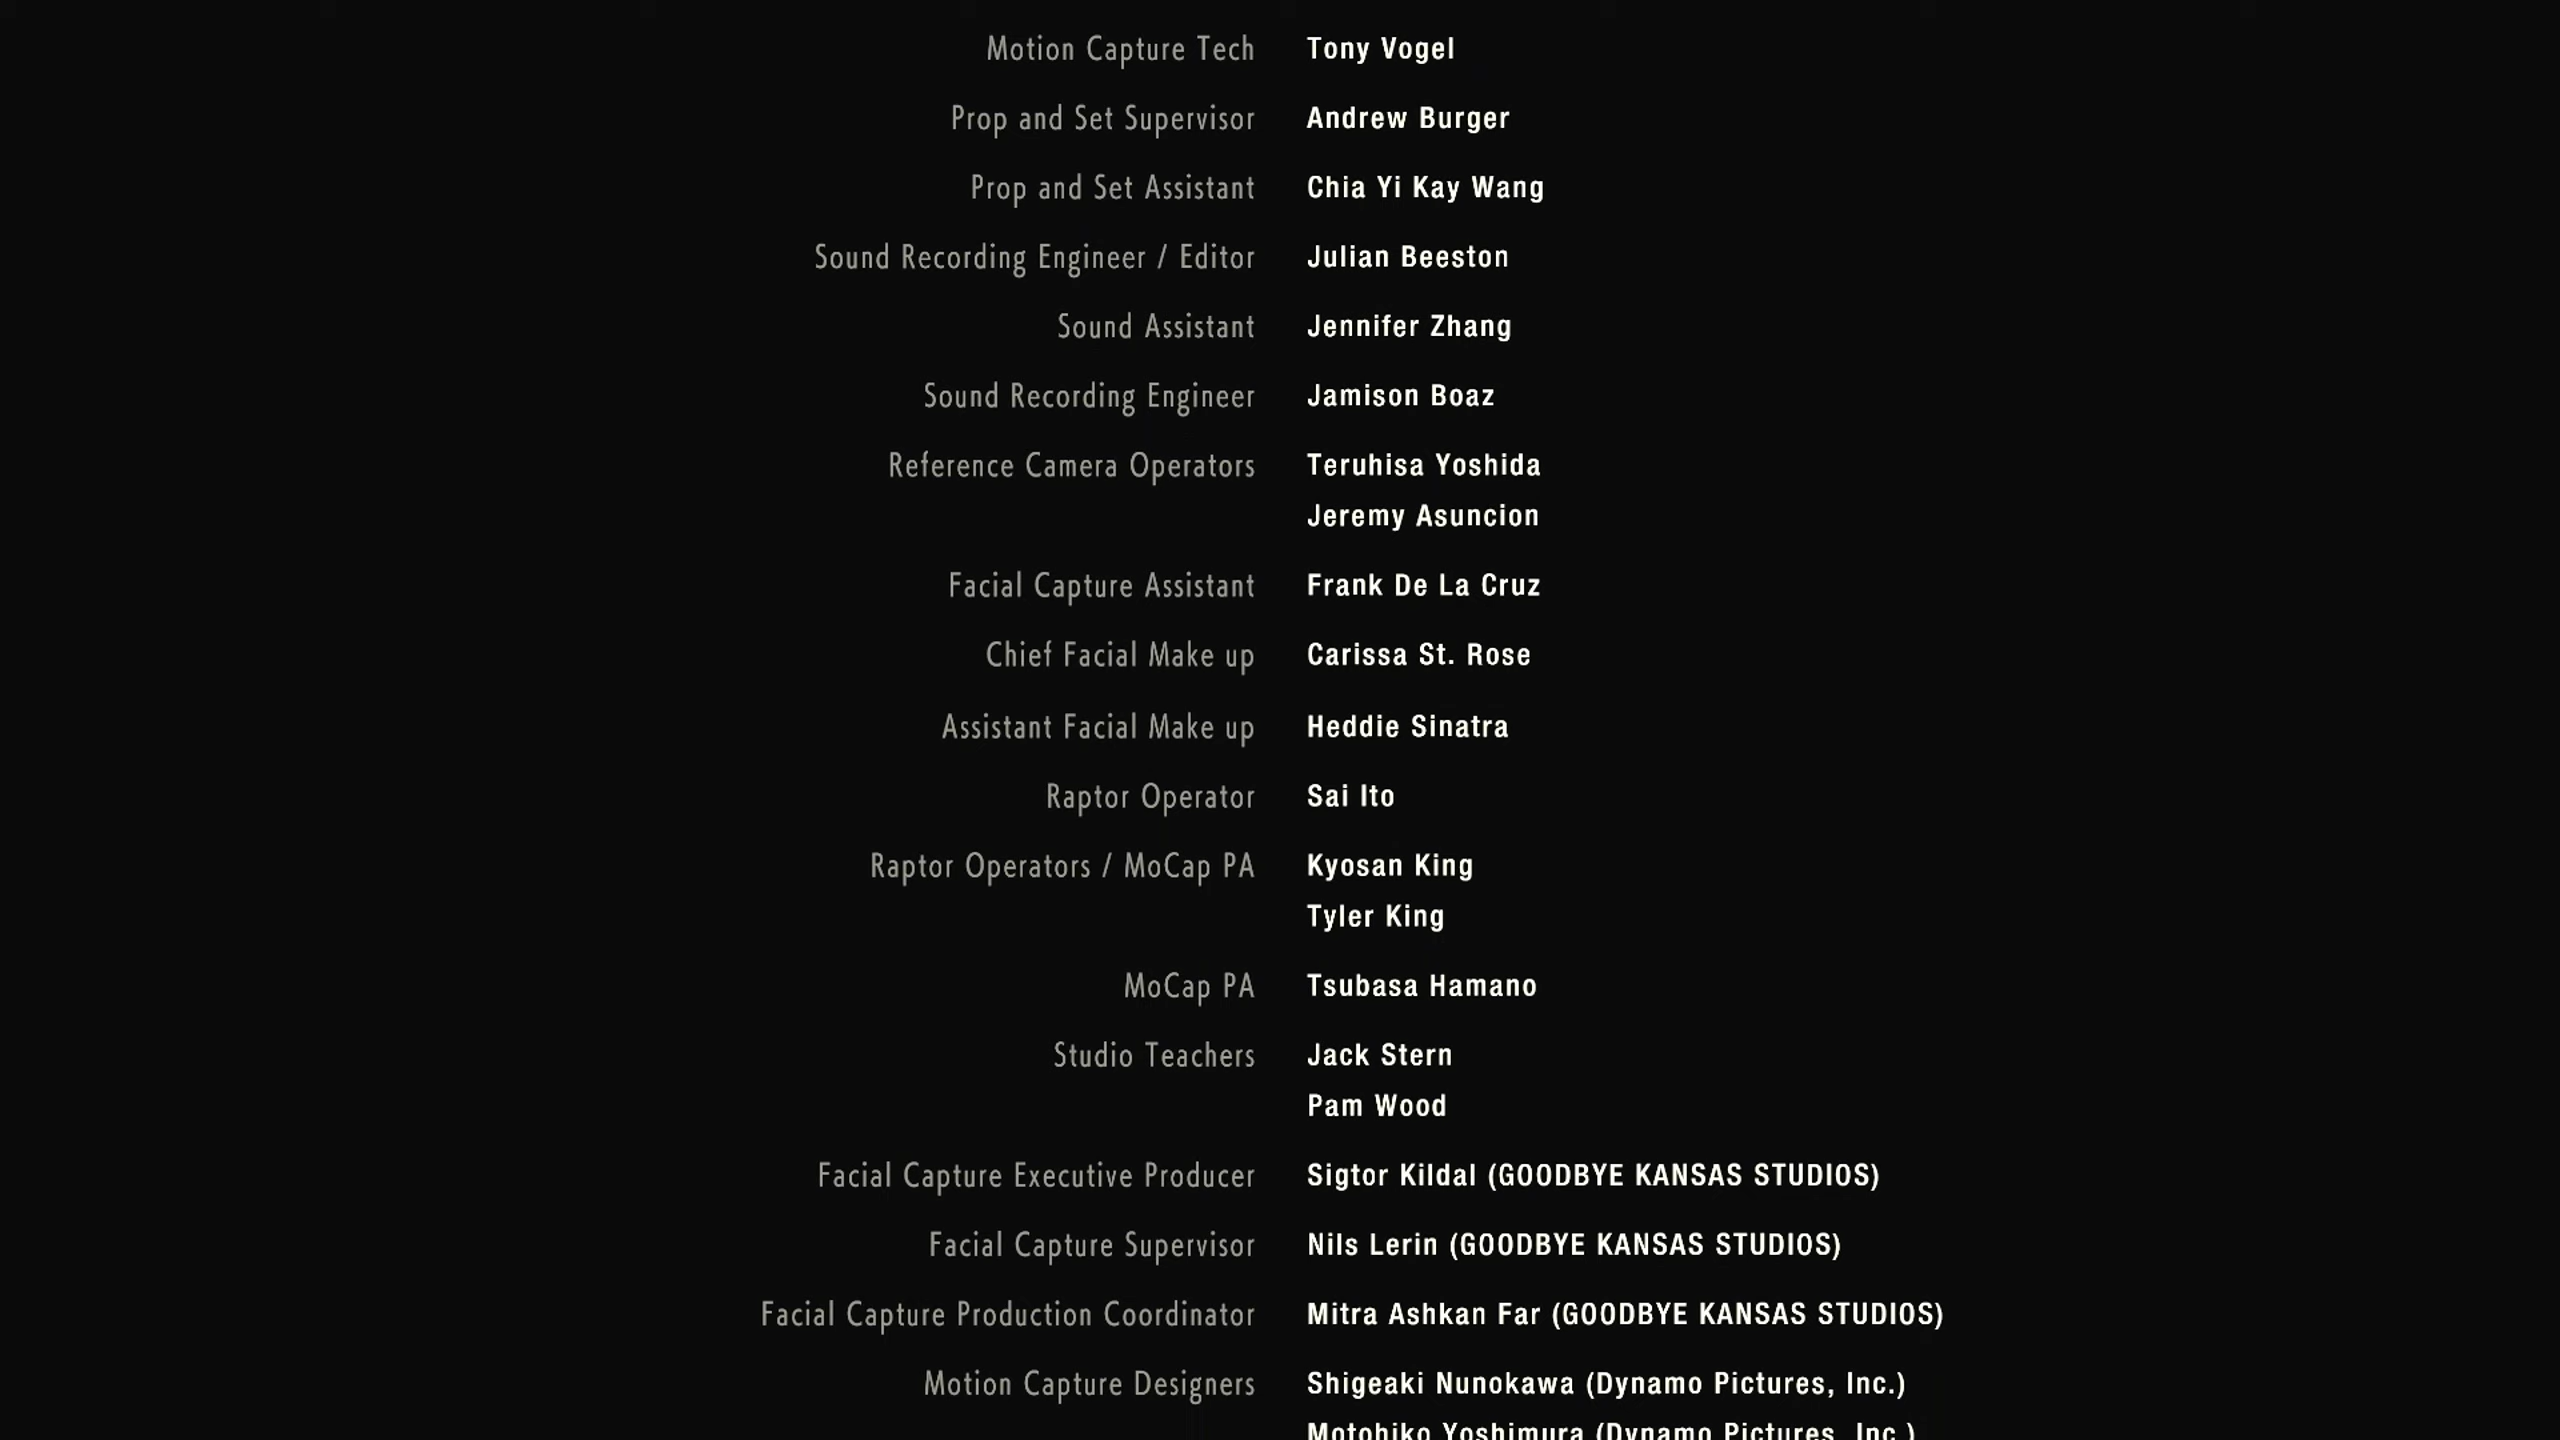 Motion Capture Tech Tony Vogel
Prop and Set Supervisor Andrew Burger
Prop and Set Assistant Chia Yi Kay Wang
Sound Recording Engineer / Editor Julian Beeston
Sound Assistant Jennifer Zhang
Sound Recording Engineer Jamison Boaz
Reference Camera Operators Teruhisa Yoshida
Jeremy Asuncion
Facial Capture Assistant Frank De La Cruz
Chief Facial Make up Carissa St. Rose
Assistant Facial Make up Heddie Sinatra
Raptor Operator Sai Ito
Raptor Operators / MoCap PA Kyosan King
Tyler King
MoCap PA Tsubasa Hamano
Studio Teachers Jack Stern
Pam Wood
Facial Capture Executive Producer Sigtor Kildal (GOODBYE KANSAS STUDIOS)
Facial Capture Supervisor Nils Lerin (GOODBYE KANSAS STUDIOS)
Facial Capture Production Coordinator Mitra Ashkan Far (GOODBYE KANSAS STUDIOS)
Motion Capture Designers Shigeaki Nunokawa (Dynamo Pictures, Inc.)
Motohiko Yoshimura (Dynamo Pictures, Inc.)